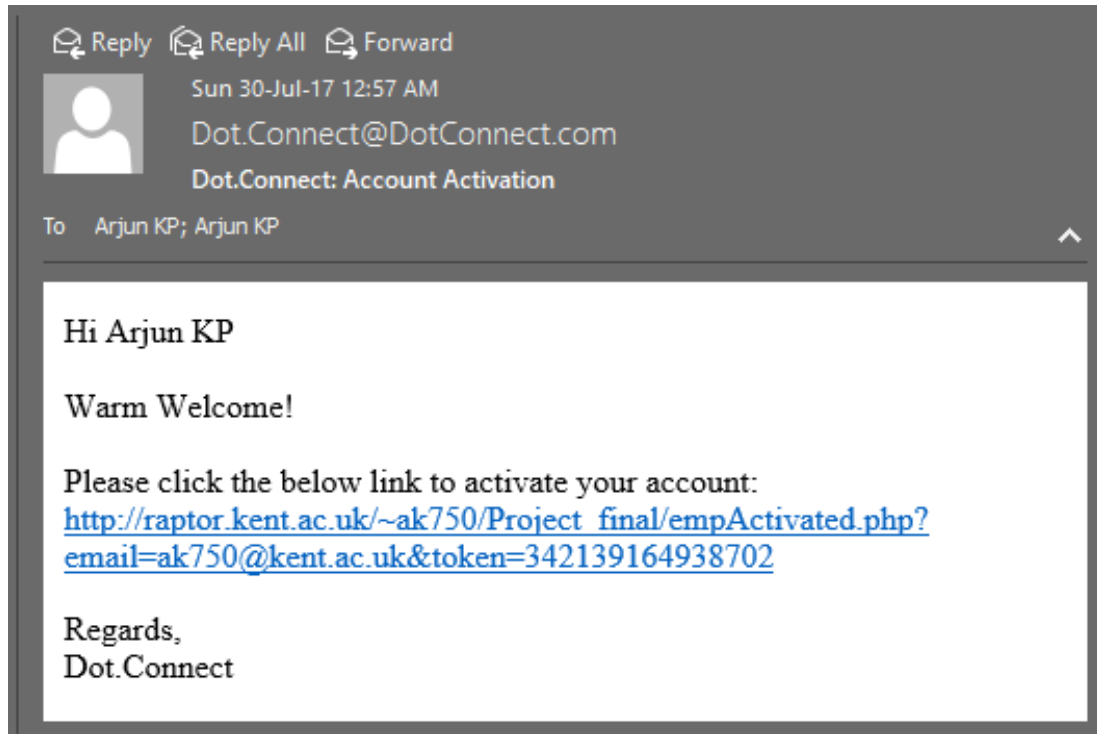 Reply Reply All Forward
Sun 30-Jul-17 12:57 AM
Dot.Connect@DotConnect.com
Dot.Connect: Account Activation
To Arjun KP; Arjun KP
Hi Arjun KP
Warm Welcome!
Please click the below link to activate your account:
http://raptor.kent.ac.uk/~ak750/Project_final/empActivated.php?
email=ak750@kent.ac.uk&token=342139164938702
Regards,
Dot.Connect